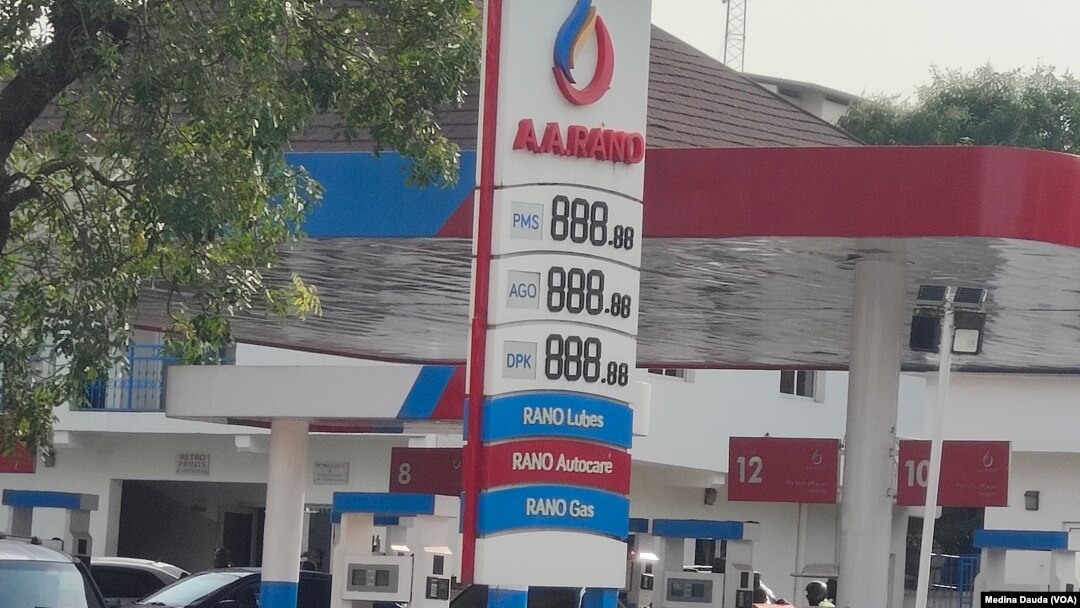 A.A.RANO
PMS 888.88
AGO 888.88
DPK 888.88
RANO Lubes
RANO Autocare
RANO Gas
RETRO
PRINTS
8
12
10
Medina Dauda (VOA)